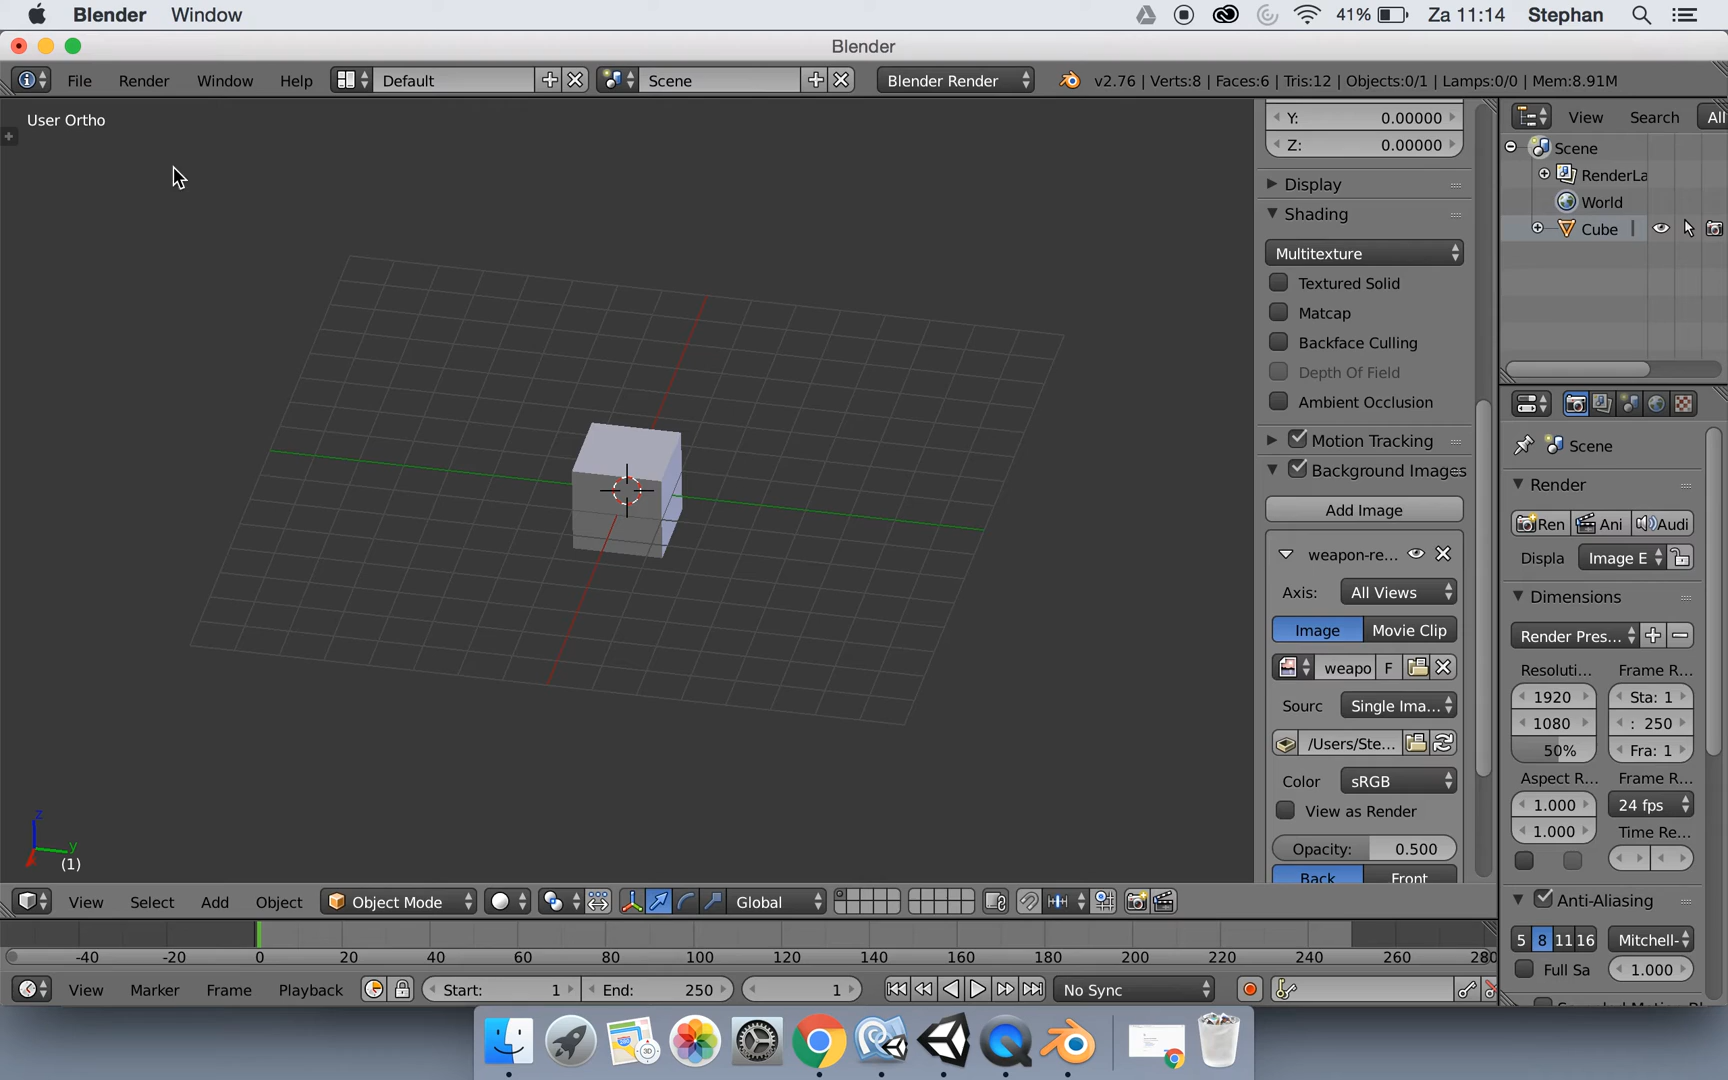 Blender Window 41% Za 11:14 Stephan
Blender
File Render Window Help Default Scene Blender Render v2.76 | Verts:8 | Faces:6 | Tris:12 | Objects:0/1 | Lamps:0/0 | Mem:8.91M
User Ortho
Y: 0.00000
Z: 0.00000
Display
Shading
Multitexture
Textured Solid
Matcap
Backface Culling
Depth Of Field
Ambient Occlusion
Motion Tracking
Background Images
Add Image
weapon-re...
Axis: All Views
Image Movie Clip
weapo F
Sourc Single Ima...
/Users/Ste...
Color sRGB
View as Render
Opacity: 0.500
Back Front
View Search All
Scene
RenderLa
World
Cube
Scene
Render
Ren Ani Audi
Displa Image E
Dimensions
Render Pres...
Resoluti... Frame R...
1920 Sta: 1
1080 : 250
50% Fra: 1
Aspect R... Frame R...
1.000 24 fps
1.000 Time Re...
Anti-Aliasing
5 8 11 16 Mitchell-
Full Sa 1.000
z
y
(1)
View Select Add Object Object Mode Global
-40 -20 0 20 40 60 80 100 120 140 160 180 200 220 240 260 280
View Marker Frame Playback Start: 1 End: 250 1 No Sync